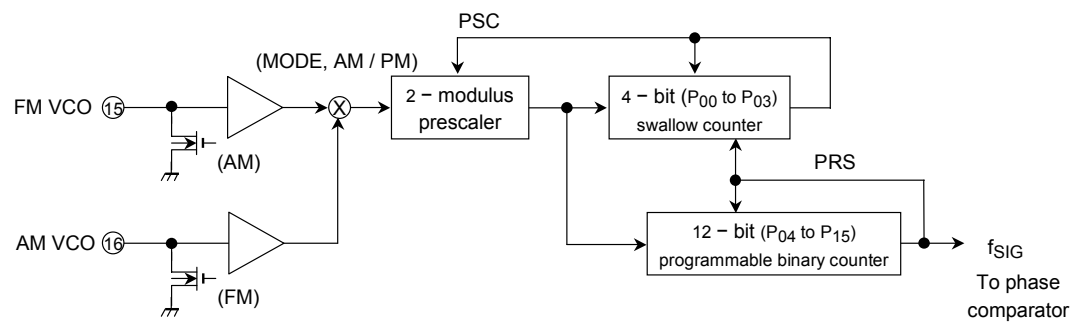 PSC
(MODE, AM / PM)
FM VCO 15
2 − modulus
prescaler
4 − bit (P00 to P03)
swallow counter
(AM)
PRS
AM VCO 16
12 − bit (P04 to P15)
programmable binary counter
fSIG
(FM)
To phase
comparator
X